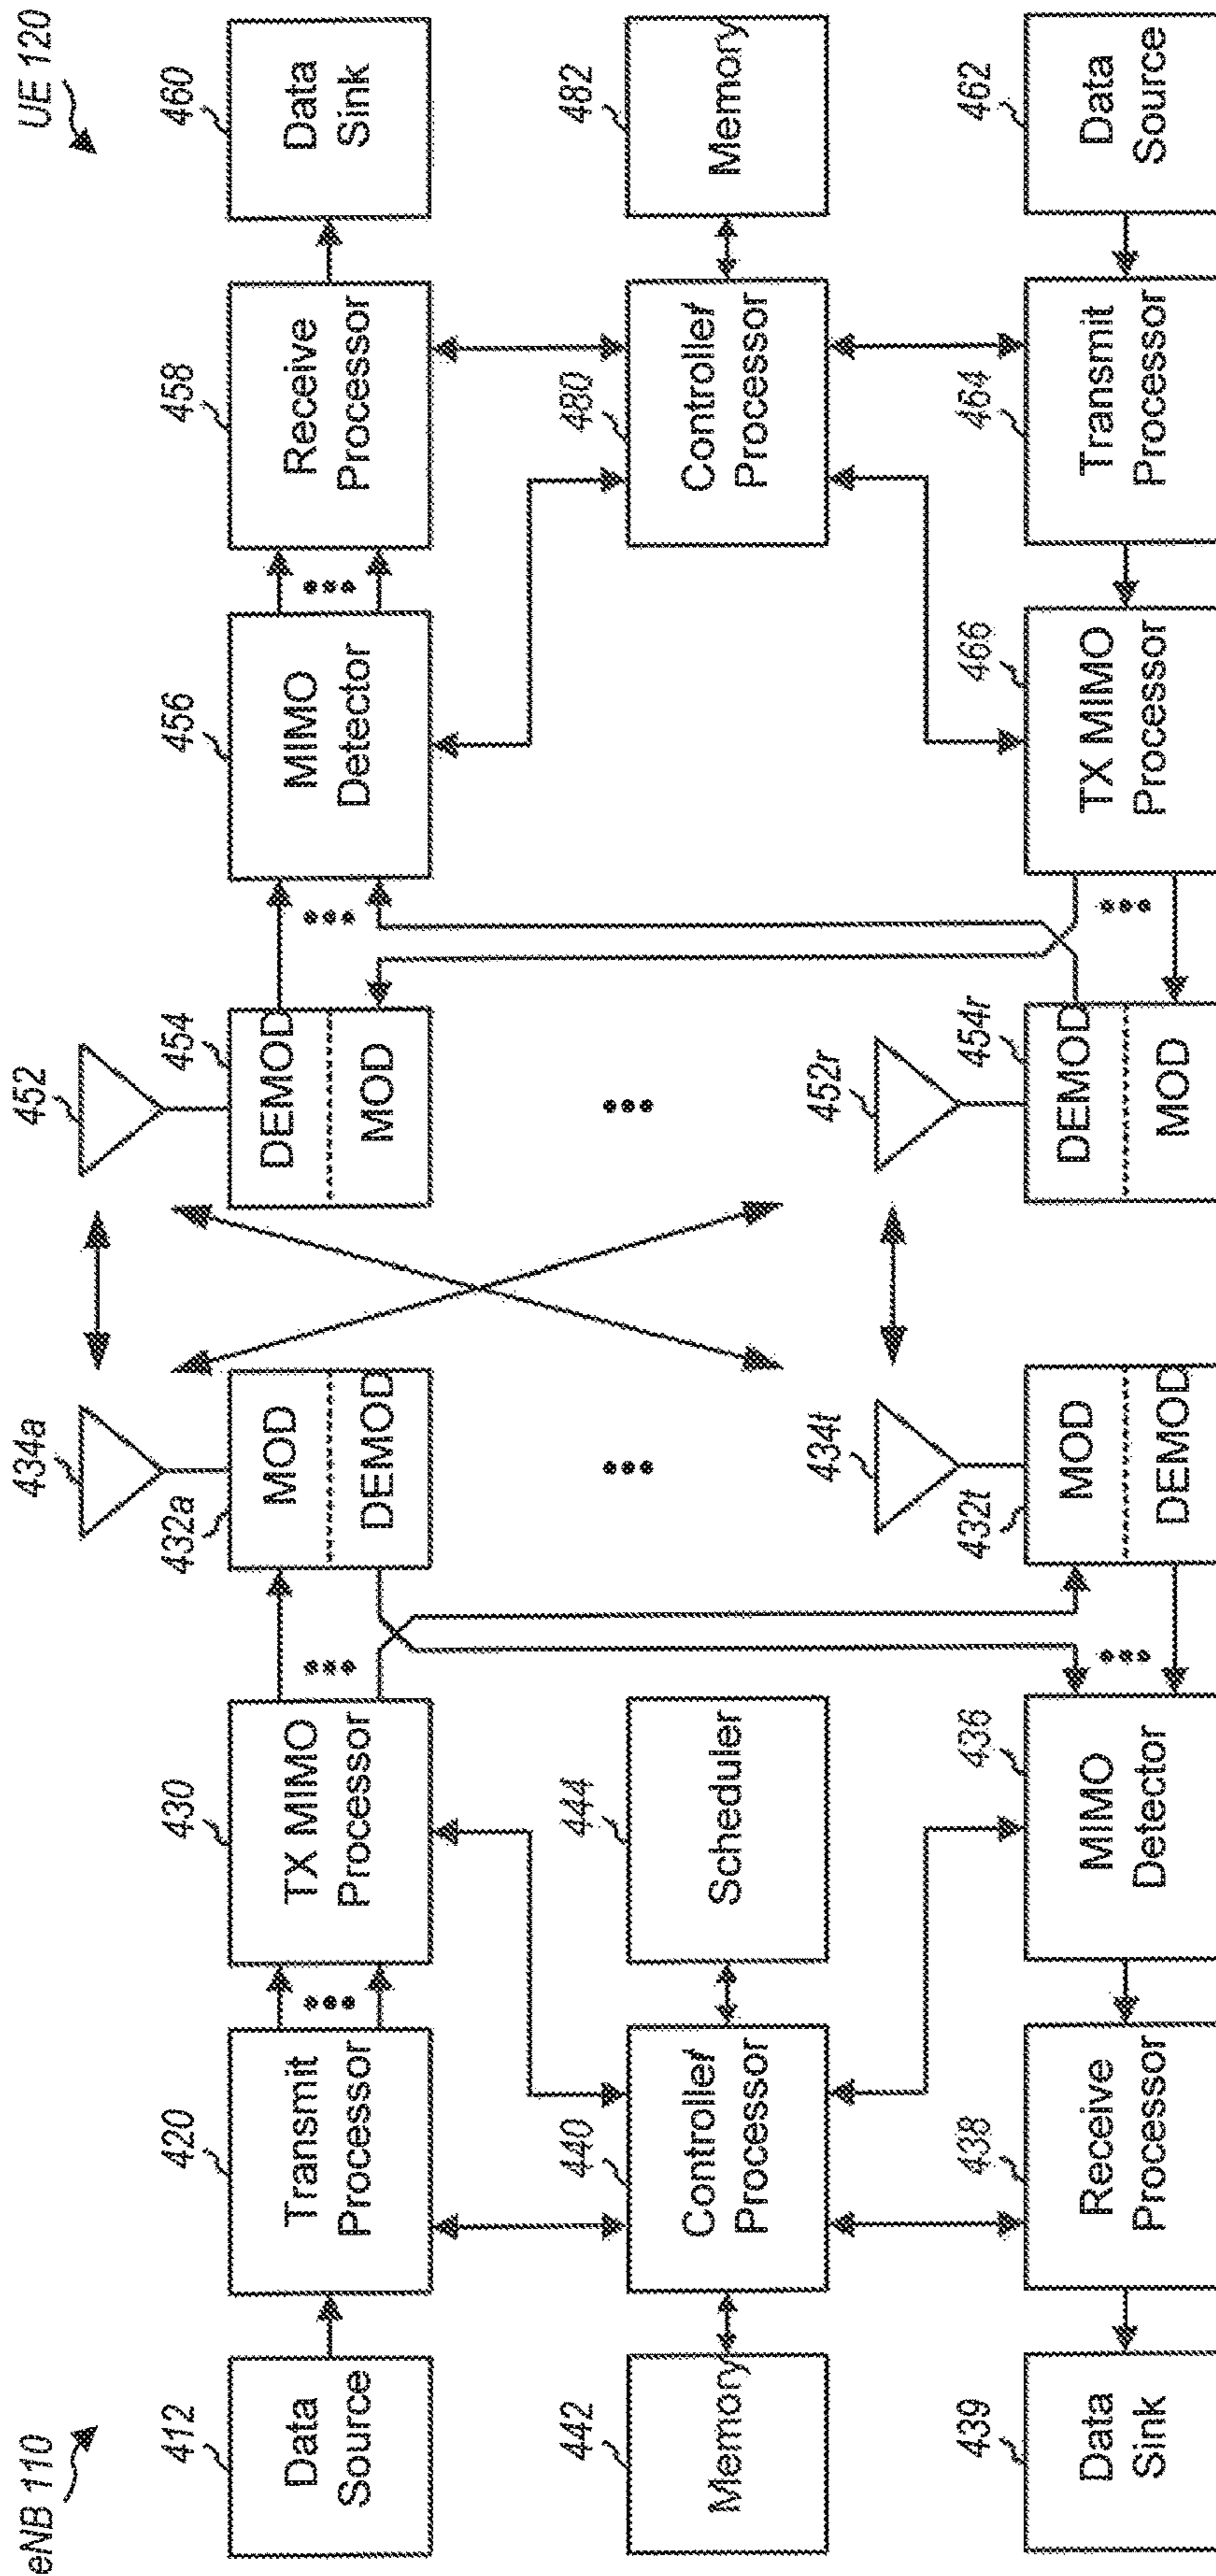 eNB 110
UE 120
412
Data
Source
420
Transmit
Processor
430
TX MIMO
Processor
434a
432a
MOD
DEMOD
452
454
DEMOD
MOD
456
MIMO
Detector
458
Receive
Processor
460
Data
Sink
442
Memory
440
Controller/
Processor
444
Scheduler
480
Controller/
Processor
482
Memory
439
Data
Sink
438
Receive
Processor
436
MIMO
Detector
434t
432t
MOD
DEMOD
452r
454r
DEMOD
MOD
466
TX MIMO
Processor
464
Transmit
Processor
462
Data
Source